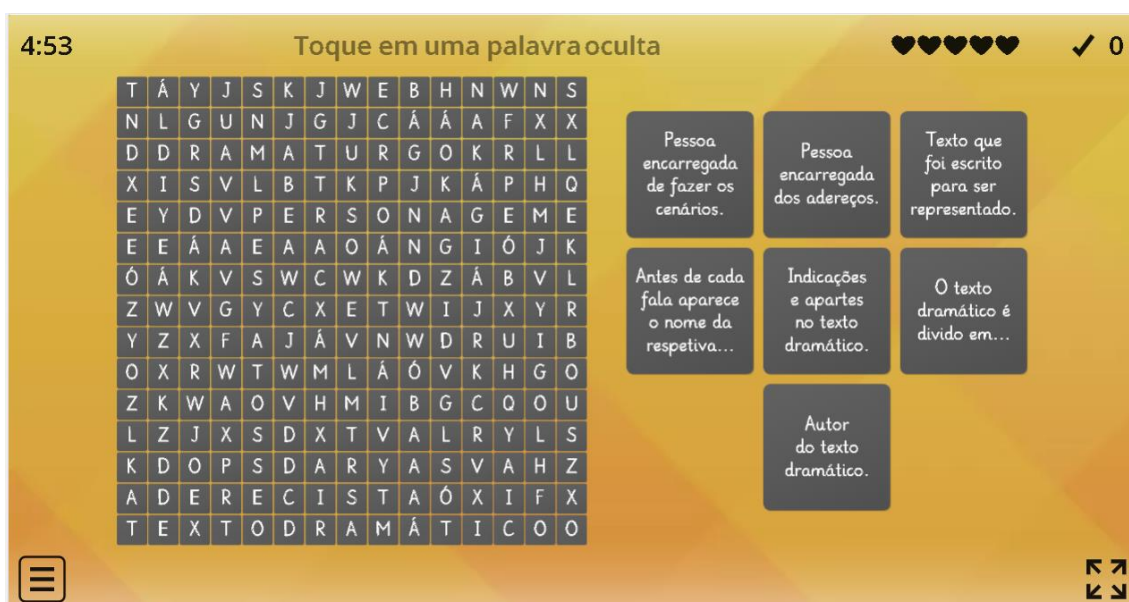 4:53 Toque em uma palavra oculta ✓ 0
T Á Y J S K J W E B H N W N S
N L G U N J G J C Á Á A F X X
D D R A M A T U R G O K R L L
X I S V L B T K P J K Á P H Q
E Y D V P E R S O N A G E M E
E E Á A E A A O Á N G I Ó J K
Ó Á K V S W C W K D Z Á B V L
Z W V G Y C X E T W I J X Y R
Y Z X F A J Á V N W D R U I B
O X R W T W M L Á Ó V K H G O
Z K W A O V H M I B G C Q O U
L Z J X S D X T V A L R Y L S
K D O P S D A R Y A S V A H Z
A D E R E C I S T A Ó X I F X
T E X T O D R A M Á T I C O O
Pessoa
encarregada
de fazer os
cenários.
Pessoa
encarregada
dos adereços.
Texto que
foi escrito
para ser
representado.
Antes de cada
fala aparece
o nome da
respetiva...
Indicações
e apartes
no texto
dramático.
O texto
dramático é
divido em...
Autor
do texto
dramático.